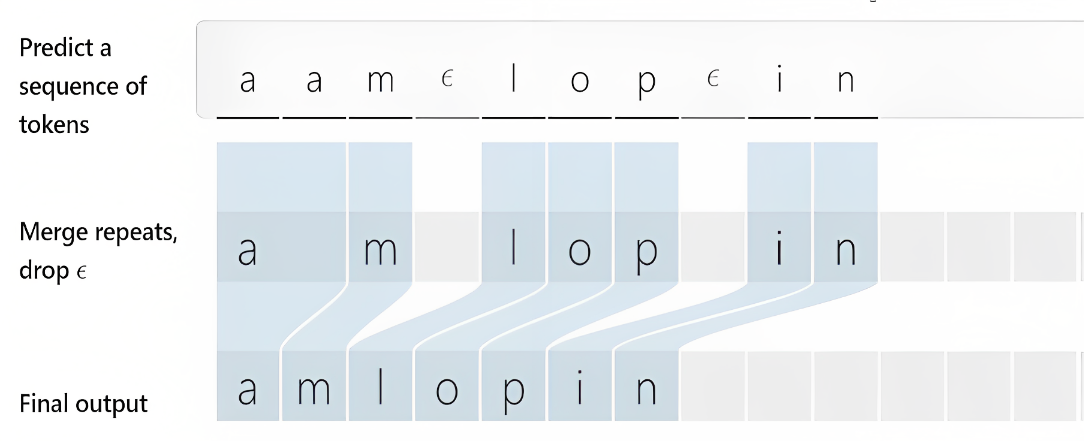 Predict a
sequence of
tokens
a a m ϵ l o p ϵ i n
Merge repeats,
drop ϵ
a m l o p i n
Final output
a m l o p i n